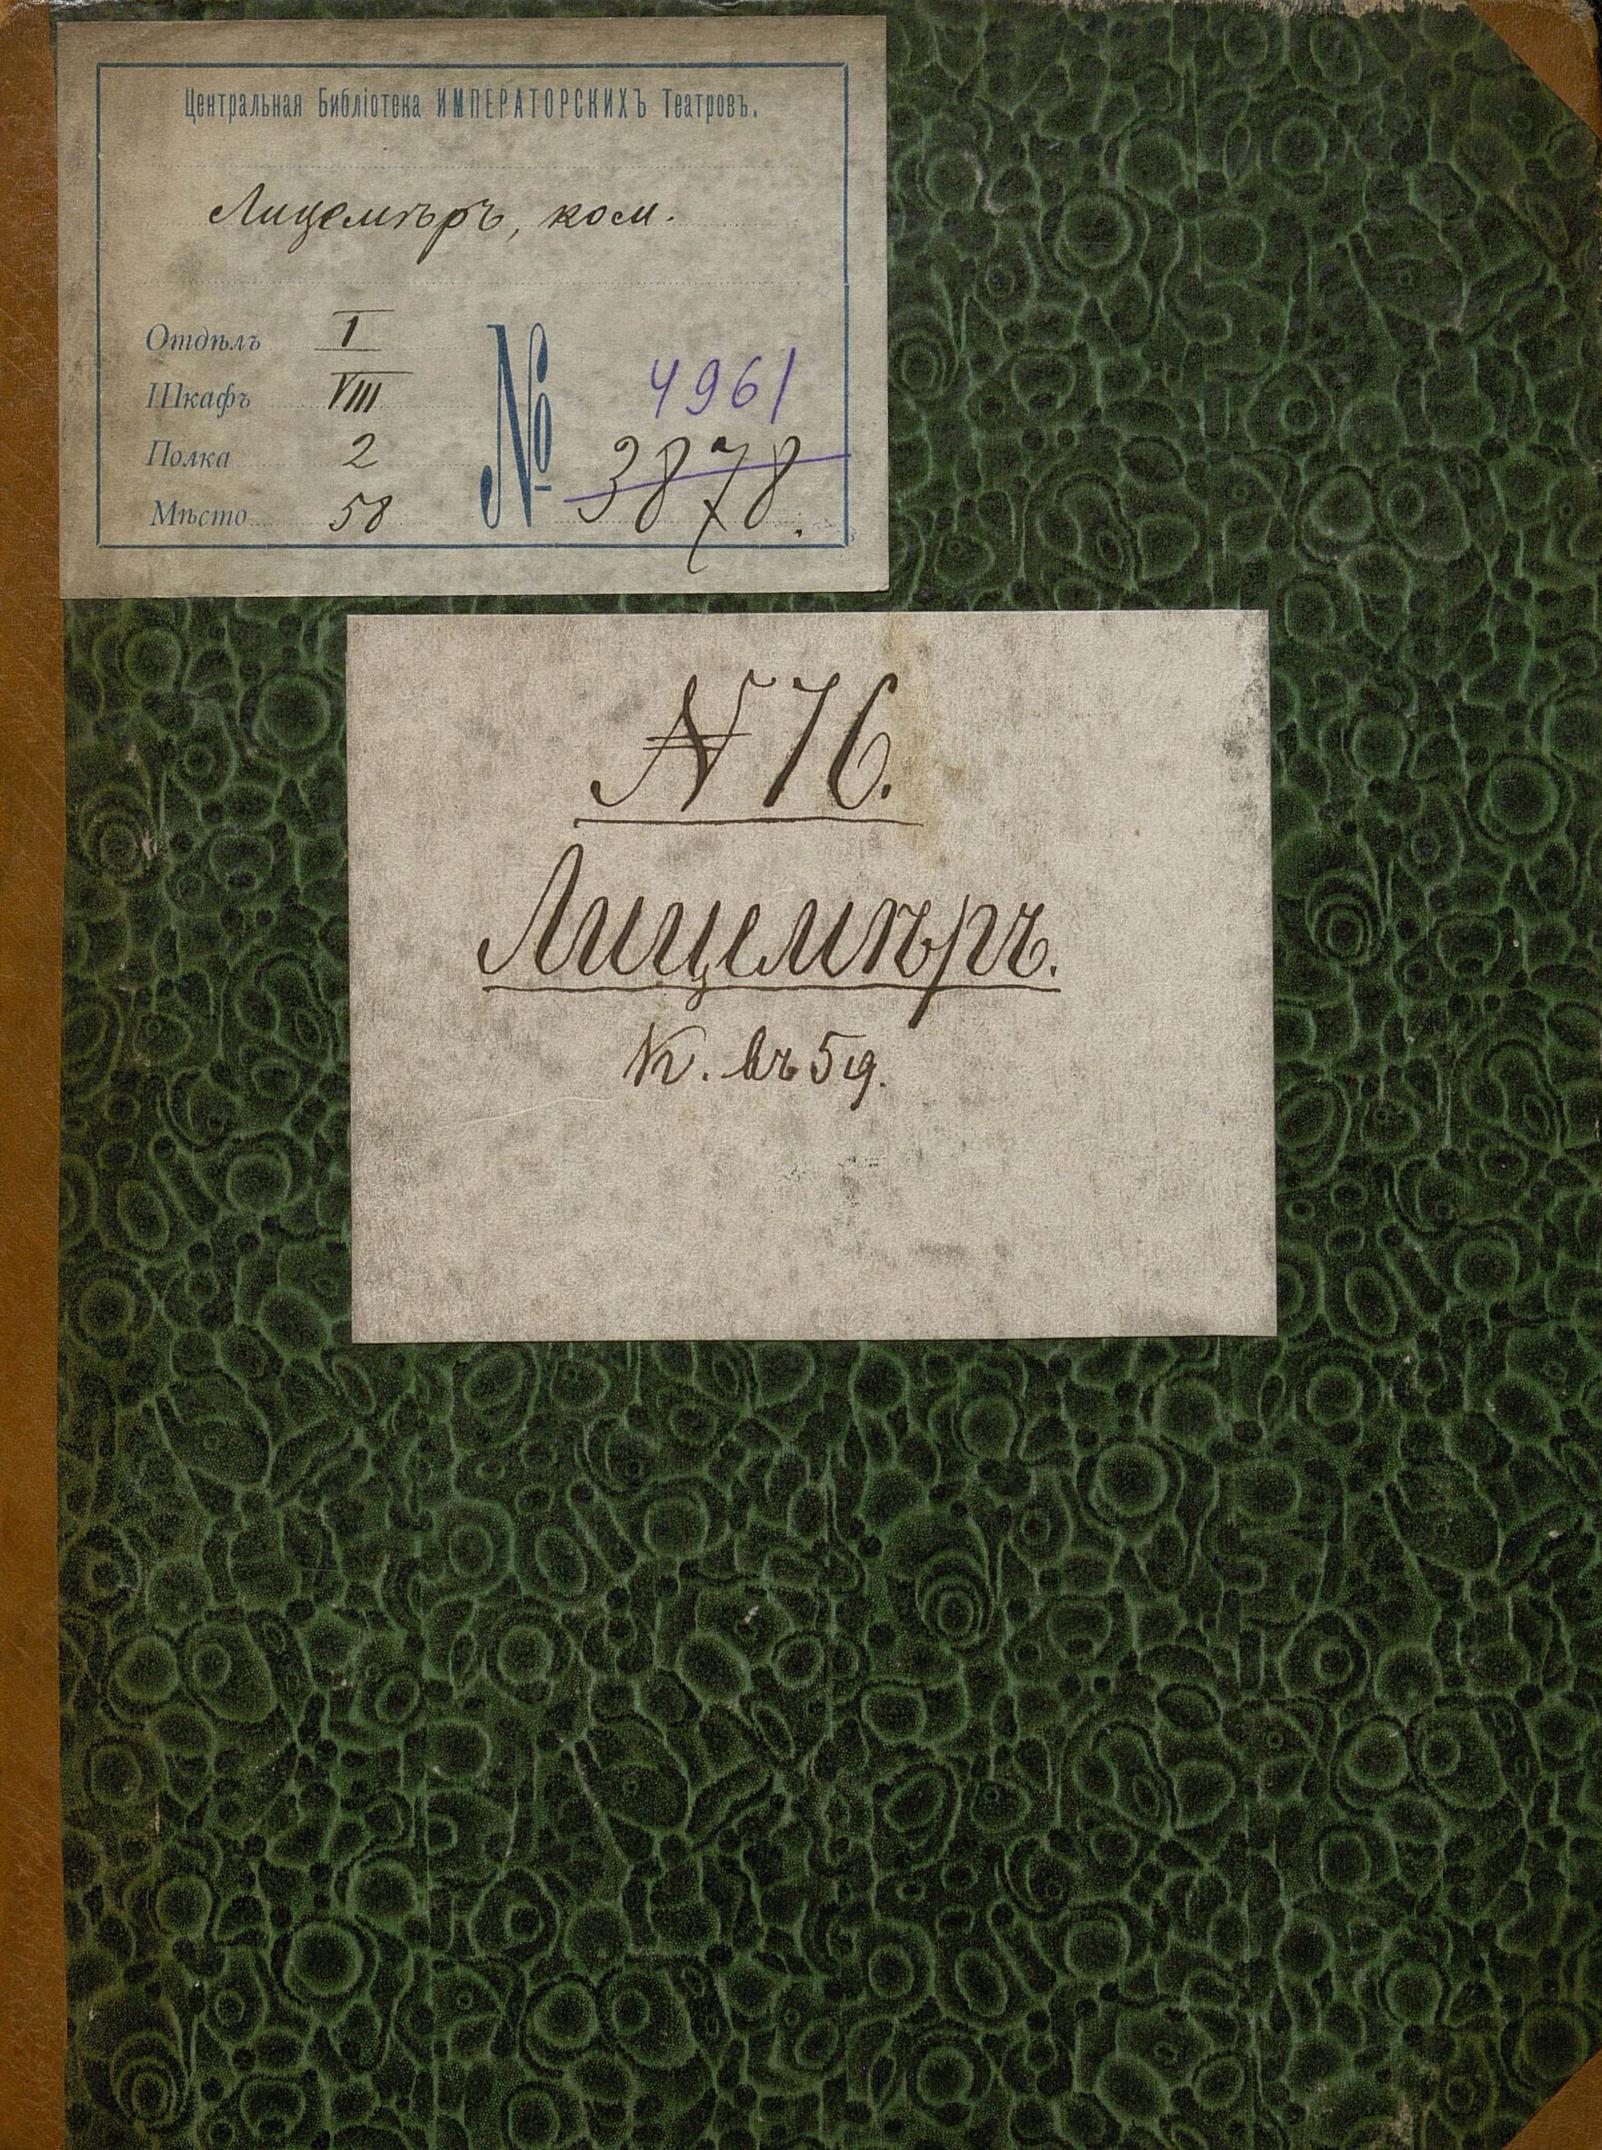 Центральная Библіотека ИМПЕРАТОРСКИХЪ Театровъ.
Лицемѣръ, ком.
Отдѣлъ I
Шкафъ VIII
Полка 2
Мѣсто 58
№ 4961
3878.
N 76.
Лицемѣръ.
К. въ 5 д.